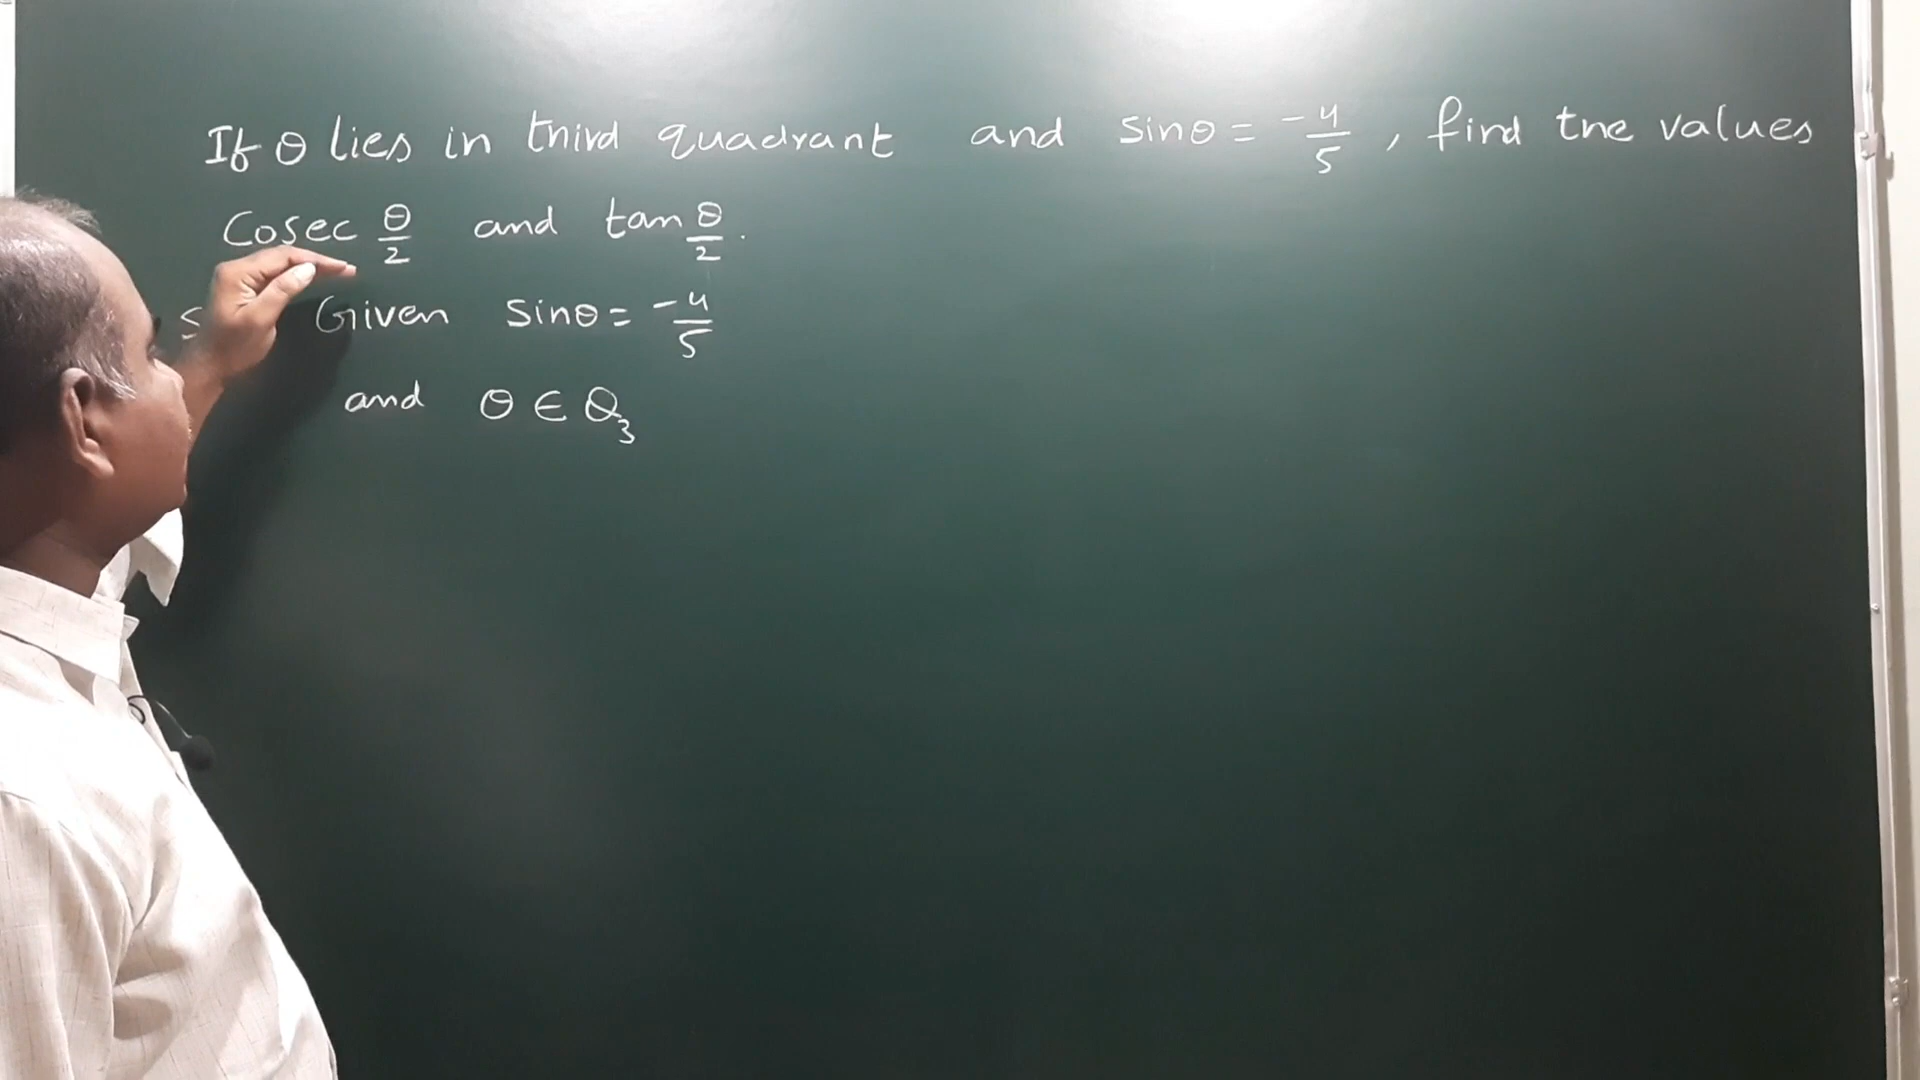 If θ lies in third quadrant and sinθ = -4/5, find the values
Cosec θ/2 and tan θ/2.
S Given sinθ = -4/5
and θ ∈ Q₃